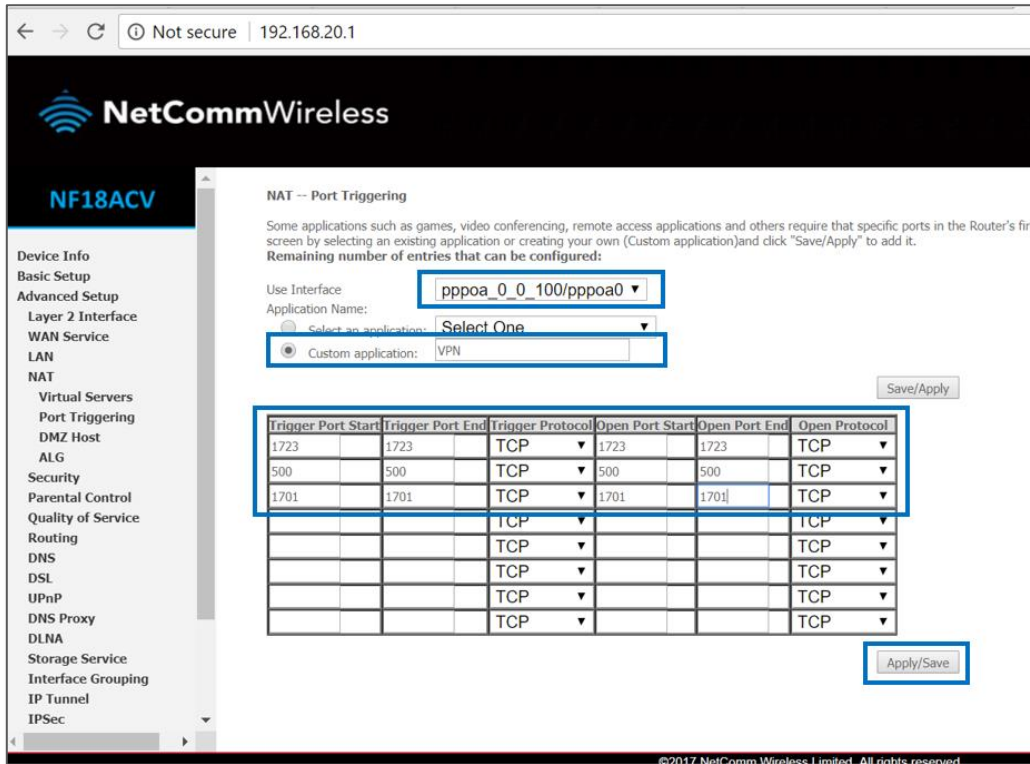 Not secure | 192.168.20.1
NetCommWireless
NF18ACV
Device Info
Basic Setup
Advanced Setup
Layer 2 Interface
WAN Service
LAN
NAT
Virtual Servers
Port Triggering
DMZ Host
ALG
Security
Parental Control
Quality of Service
Routing
DNS
DSL
UPnP
DNS Proxy
DLNA
Storage Service
Interface Grouping
IP Tunnel
IPSec
NAT -- Port Triggering
Some applications such as games, video conferencing, remote access applications and others require that specific ports in the Router's fir
screen by selecting an existing application or creating your own (Custom application)and click "Save/Apply" to add it.
Remaining number of entries that can be configured:
Use Interface pppoa_0_0_100/pppoa0
Application Name:
Select an application: Select One
Custom application: VPN
Save/Apply
Trigger Port Start Trigger Port End Trigger Protocol Open Port Start Open Port End Open Protocol
1723 1723 TCP 1723 1723 TCP
500 500 TCP 500 500 TCP
1701 1701 TCP 1701 1701 TCP
TCP TCP
TCP TCP
TCP TCP
TCP TCP
TCP TCP
Apply/Save
©2017 NetComm Wireless Limited. All rights reserved